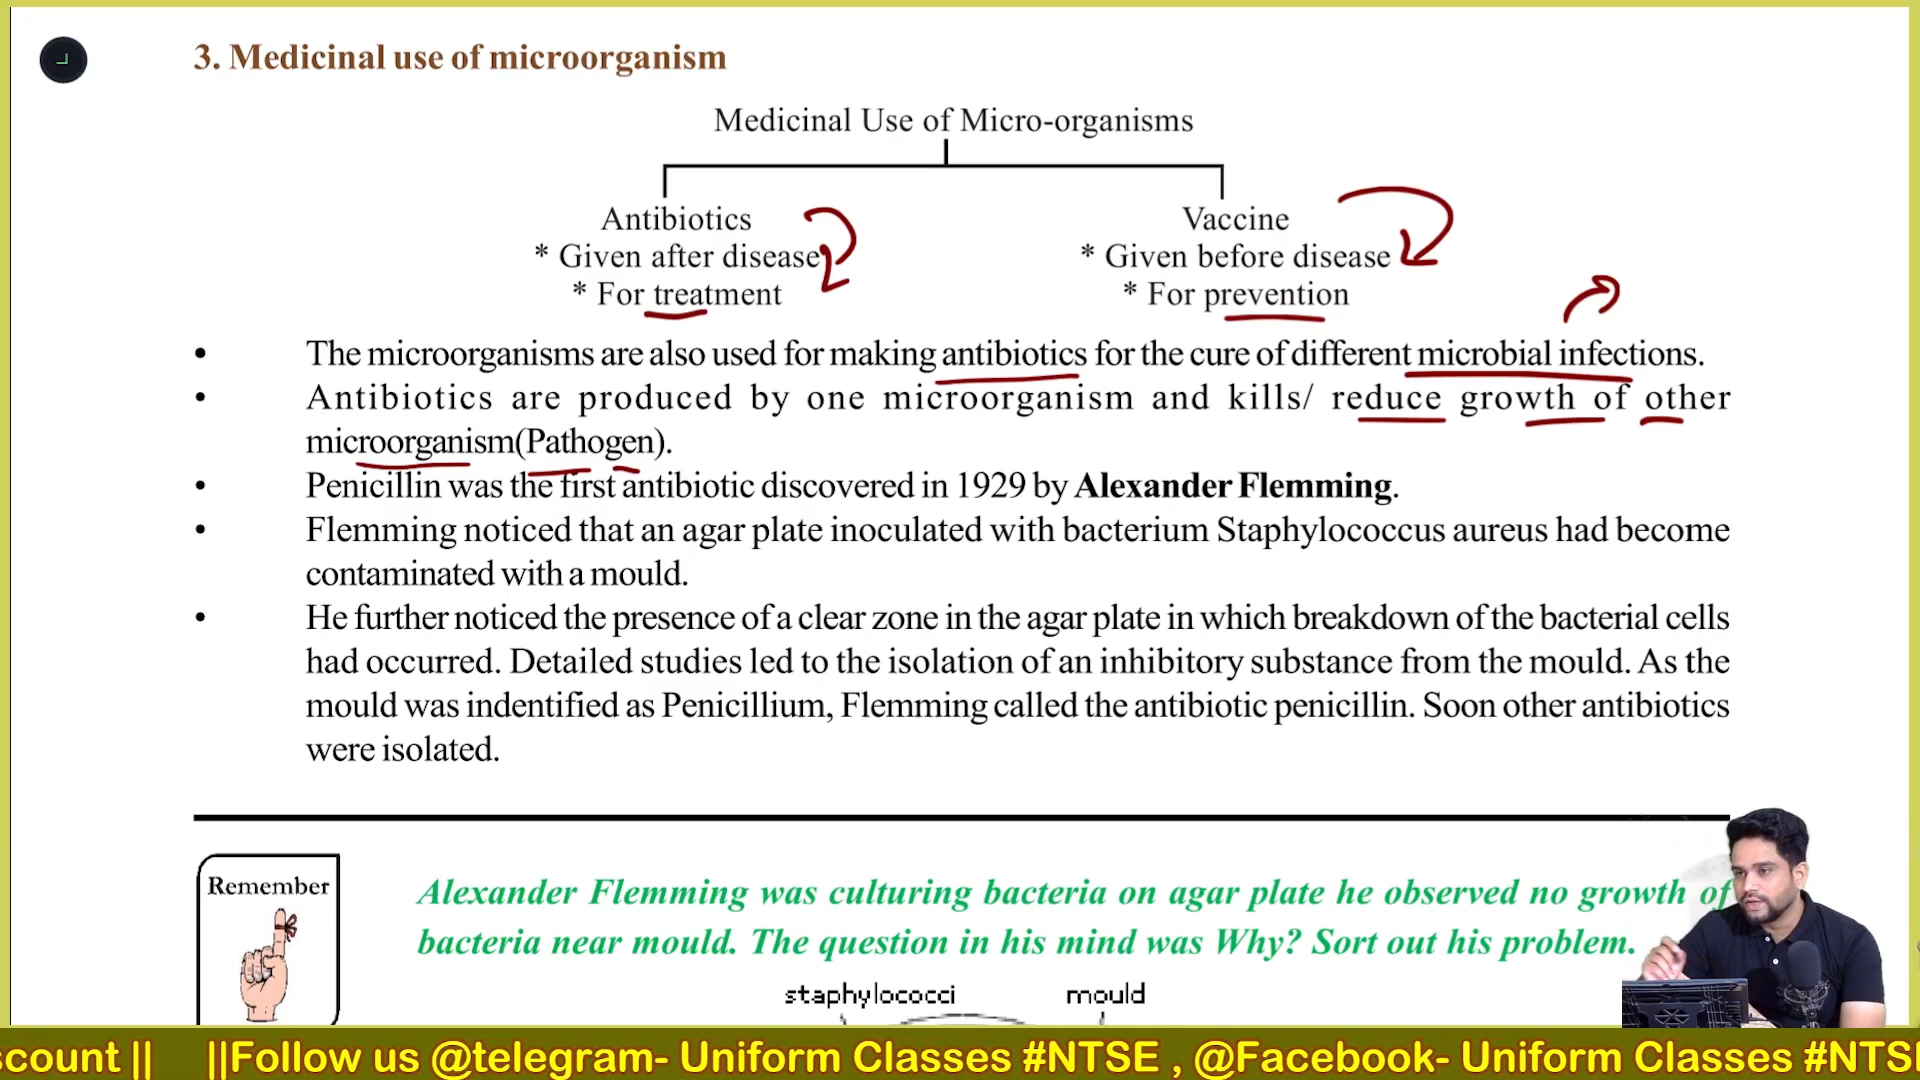 3. Medicinal use of microorganism
Medicinal Use of Micro-organisms
Antibiotics
* Given after disease
* For treatment
Vaccine
* Given before disease
* For prevention
• The microorganisms are also used for making antibiotics for the cure of different microbial infections.
• Antibiotics are produced by one microorganism and kills/ reduce growth of other
microorganism(Pathogen).
• Penicillin was the first antibiotic discovered in 1929 by Alexander Flemming.
• Flemming noticed that an agar plate inoculated with bacterium Staphylococcus aureus had become
contaminated with a mould.
• He further noticed the presence of a clear zone in the agar plate in which breakdown of the bacterial cells
had occurred. Detailed studies led to the isolation of an inhibitory substance from the mould. As the
mould was indentified as Penicillium, Flemming called the antibiotic penicillin. Soon other antibiotics
were isolated.
Remember
Alexander Flemming was culturing bacteria on agar plate he observed no growth of
bacteria near mould. The question in his mind was Why? Sort out his problem.
staphylococci mould
scount || ||Follow us @telegram- Uniform Classes #NTSE , @Facebook- Uniform Classes #NTS